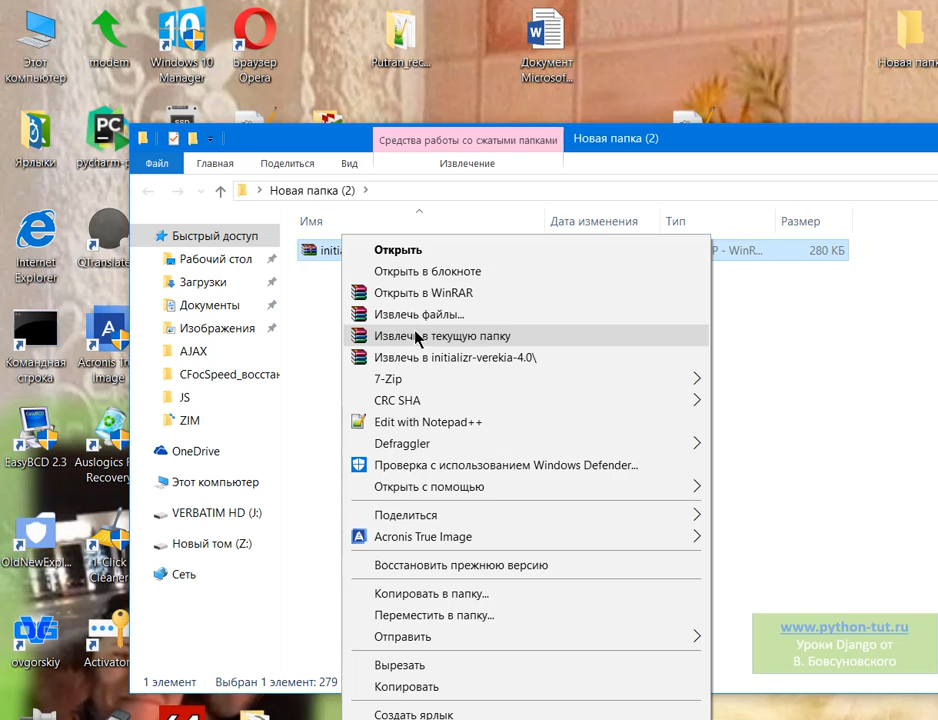 Этот
компьютер
modem
Windows 10
Manager
Браузер
Opera
Putran_rec...
Документ
Microsof...
Новая
Ярлыки
PC
Средства работы со сжатыми папками
Новая папка (2)
Файл
Главная
Поделиться
Вид
Извлечение
Новая папка (2)
Имя
Дата изменения
Тип
Размер
Internet
Explorer
QTranslate
Командная
строка
Acronis
EasyBCD 2.3
Auslogics
Recovery
OldNewExpl...
1-Click
Cleaner
ovgorskiy
Быстрый доступ
Рабочий стол
Загрузки
Документы
Изображения
AJAX
CFocSpeed_восстан
JS
ZIM
OneDrive
Этот компьютер
VERBATIM HD (J:)
Новый том (Z:)
Сеть
280 КБ
Открыть
Открыть в блокноте
Открыть в WinRAR
Извлечь файлы...
Извлечь в текущую папку
Извлечь в initializr-verekia-4.0\
7-Zip
CRC SHA
Edit with Notepad++
Defraggler
Проверка с использованием Windows Defender...
Открыть с помощью
Поделиться
Acronis True Image
Восстановить прежнюю версию
Копировать в папку...
Переместить в папку...
Отправить
Вырезать
Копировать
Создать ярлык
1 элемент
Выбран 1 элемент: 279
www.python-tut.ru
Уроки Django от
В. Бовсуновского